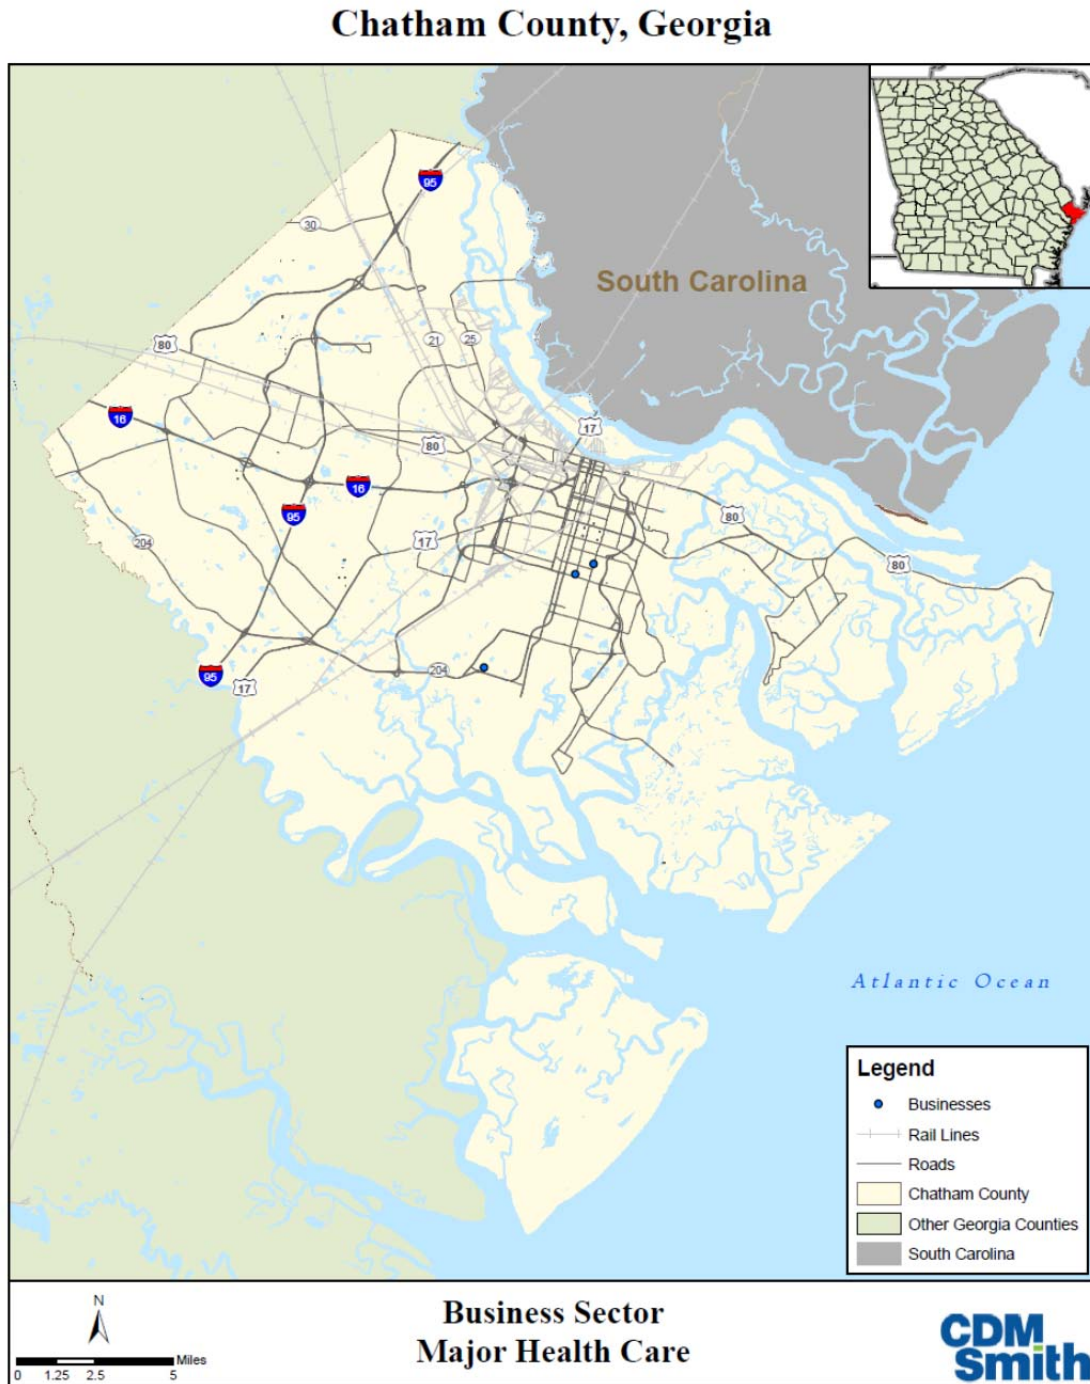 Chatham County, Georgia
95
30
South Carolina
21
25
80
16
17
80
16
95
17
80
204
80
204
95
17
Atlantic Ocean
Legend
Businesses
Rail Lines
Roads
Chatham County
Other Georgia Counties
South Carolina
N
Miles
0 1.25 2.5 5
Business Sector
Major Health Care
CDM
Smith